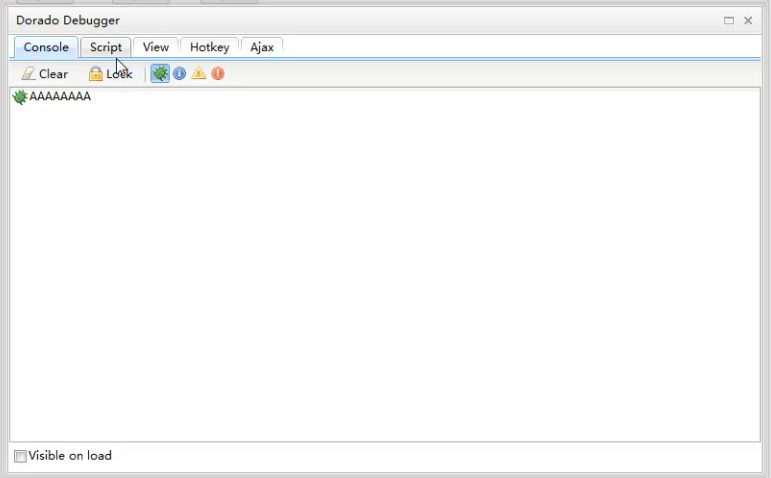 Dorado Debugger
Console Script View Hotkey Ajax
Clear Lock
AAAAAAAA
Visible on load